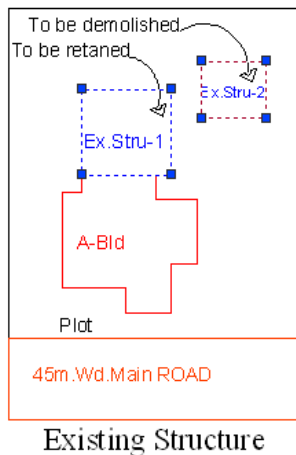 To be demolished
To be retaned
Ex.Stru-1
Ex.Stru-2
A-Bld
Plot
45m.Wd.Main ROAD
Existing Structure